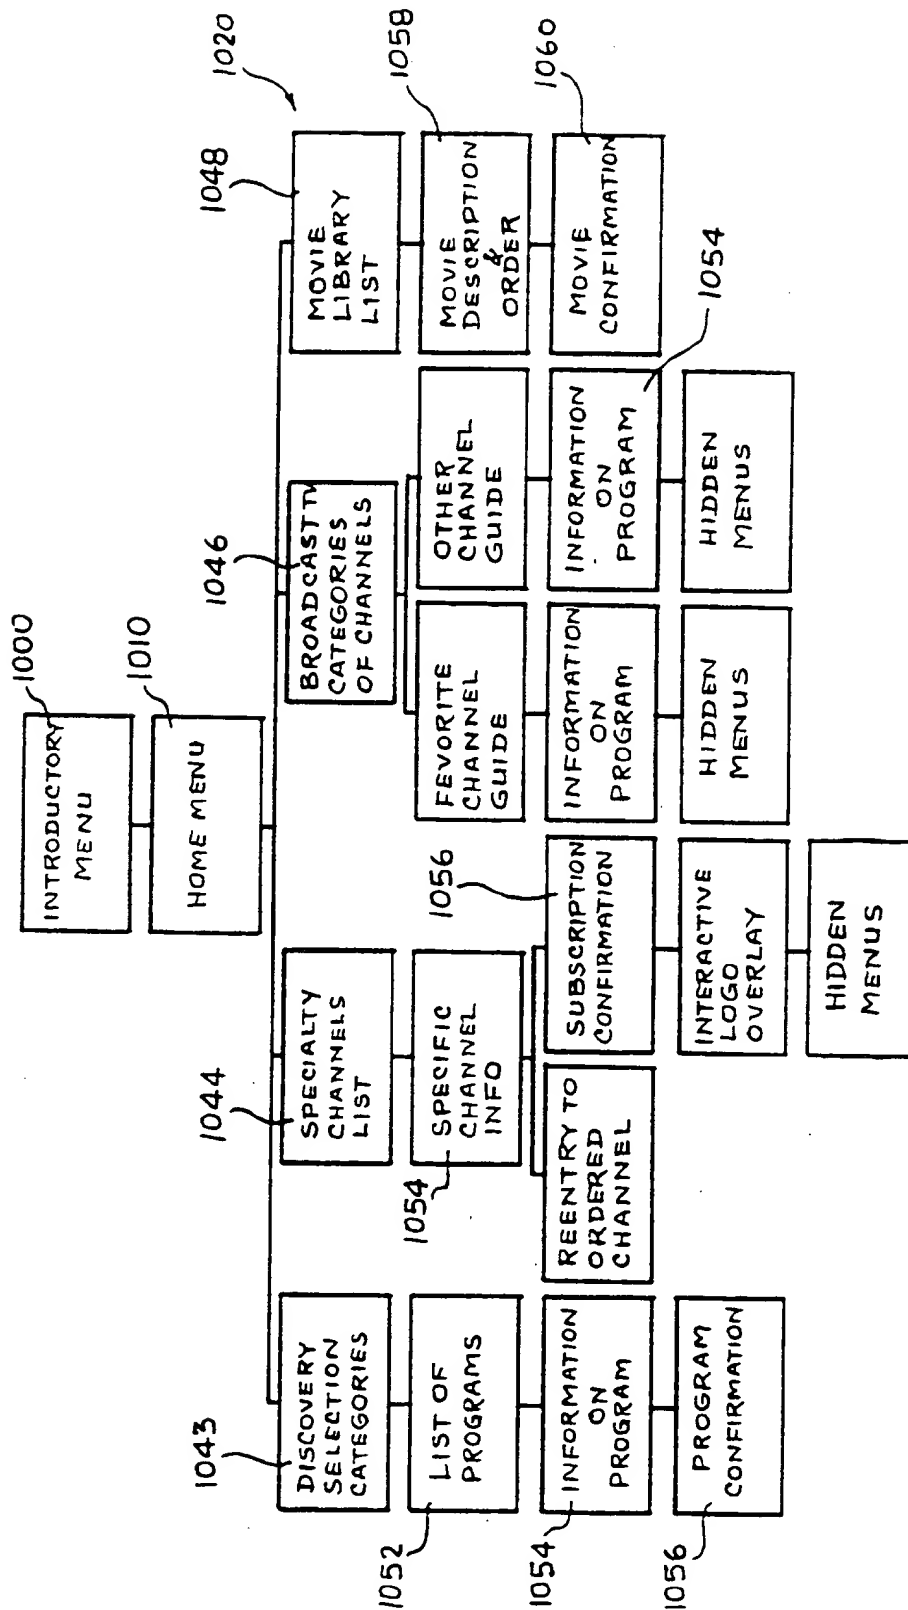 1000
INTRODUCTORY
MENU
1010
HOME MENU
1020
1043
DISCOVERY
SELECTION
CATEGORIES
1044
SPECIALTY
CHANNELS
LIST
1046
BROADCAST TV
CATEGORIES
OF CHANNELS
1048
MOVIE
LIBRARY
LIST
1052
LIST OF
PROGRAMS
1054
SPECIFIC
CHANNEL
INFO
FEVORITE
CHANNEL
GUIDE
OTHER
CHANNEL
GUIDE
1058
MOVIE
DESCRIPTION
&
ORDER
1054
INFORMATION
ON
PROGRAM
REENTRY TO
ORDERED
CHANNEL
1056
SUBSCRIPTION
CONFIRMATION
INFORMATION
ON
PROGRAM
INFORMATION
ON
PROGRAM
1054
1060
MOVIE
CONFIRMATION
1056
PROGRAM
CONFIRMATION
INTERACTIVE
LOGO
OVERLAY
HIDDEN
MENUS
HIDDEN
MENUS
HIDDEN
MENUS